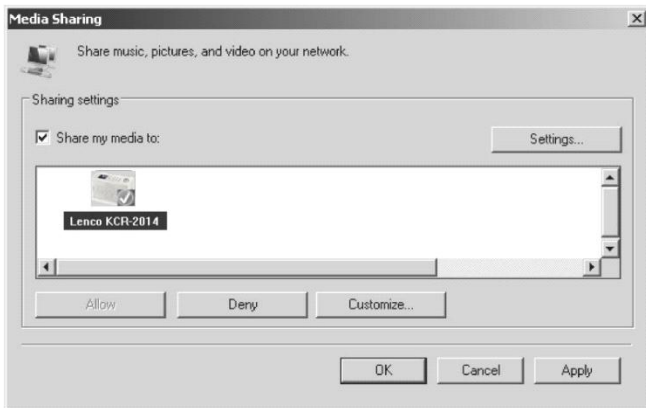 Media Sharing
Share music, pictures, and video on your network.
Sharing settings
Share my media to:
Settings...
Lenco KCR-2014
Allow
Deny
Customize...
OK
Cancel
Apply